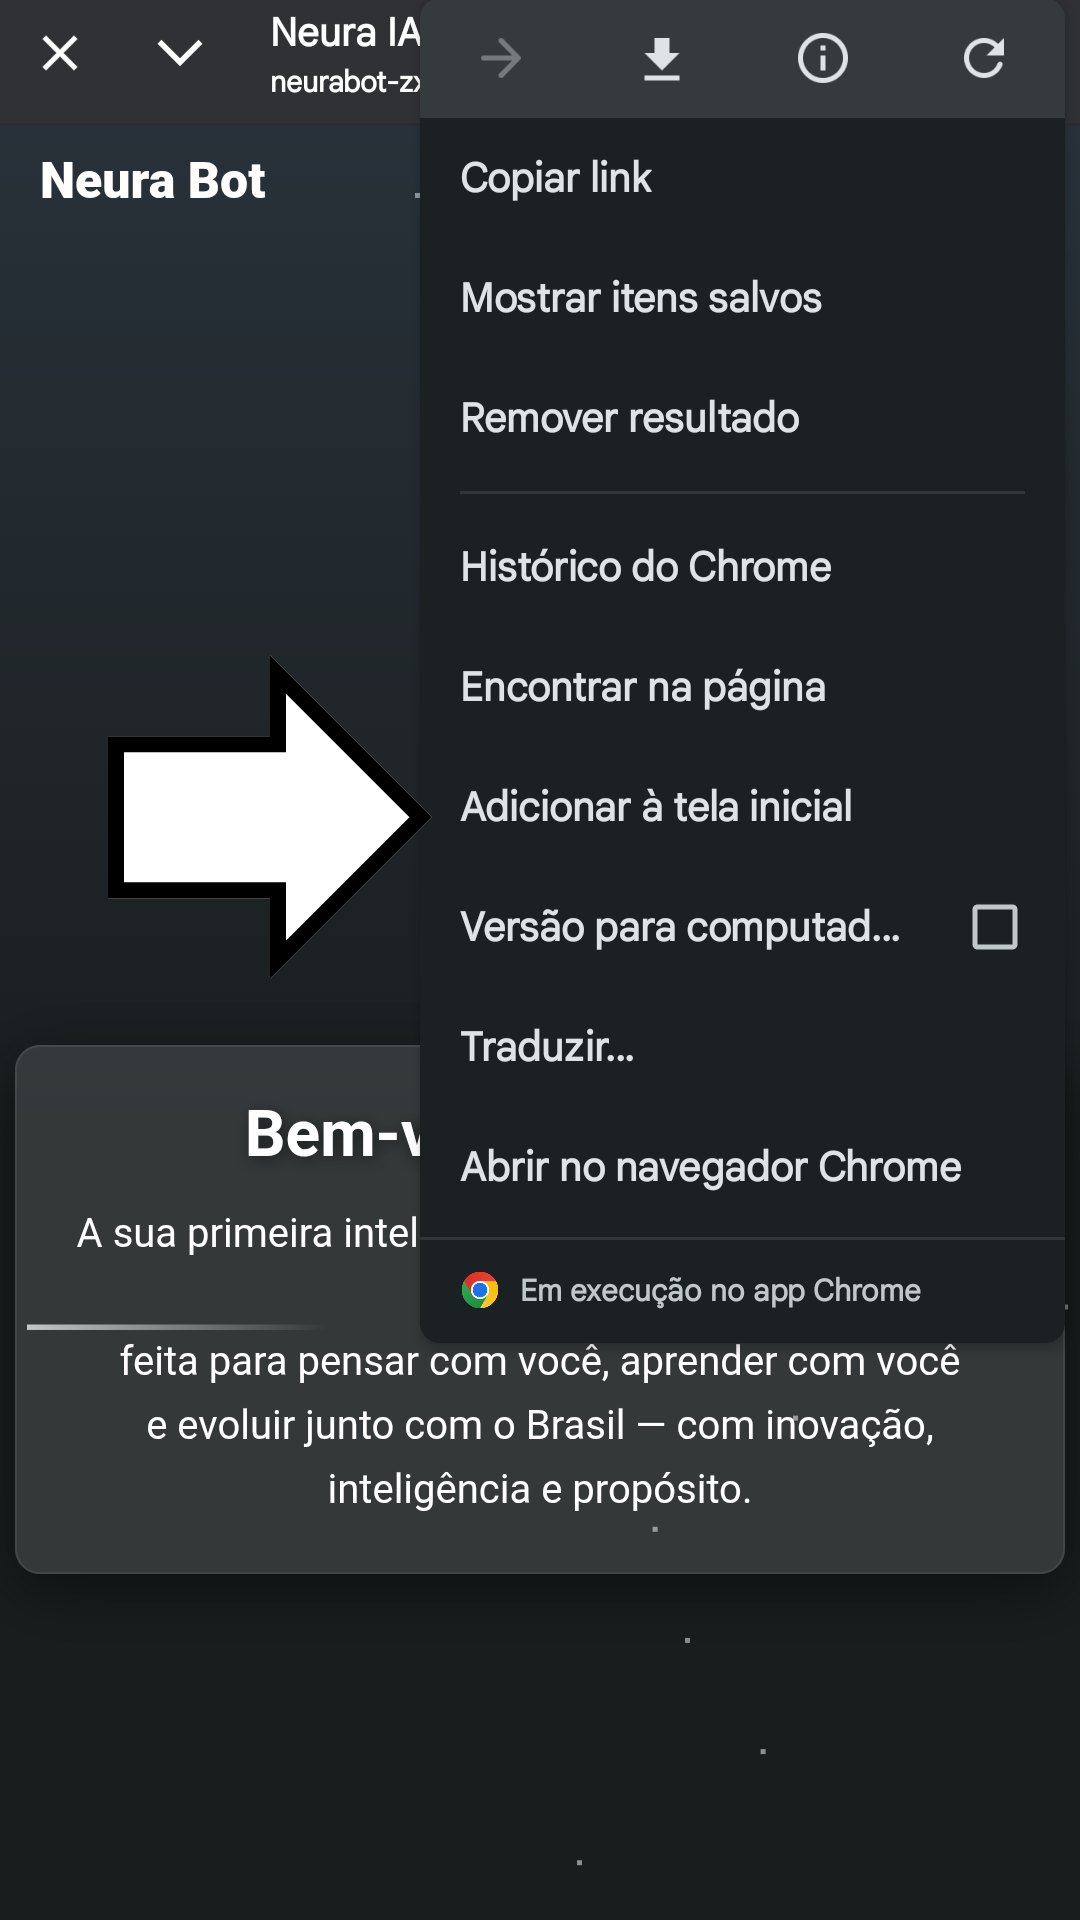 Neura IA
neurabot-zx
Neura Bot
Copiar link
Mostrar itens salvos
Remover resultado
Histórico do Chrome
Encontrar na página
Adicionar à tela inicial
Versão para computad...
Traduzir...
Abrir no navegador Chrome
Em execução no app Chrome
Bem-v
A sua primeira intel
feita para pensar com você, aprender com você
e evoluir junto com o Brasil — com inovação,
inteligência e propósito.